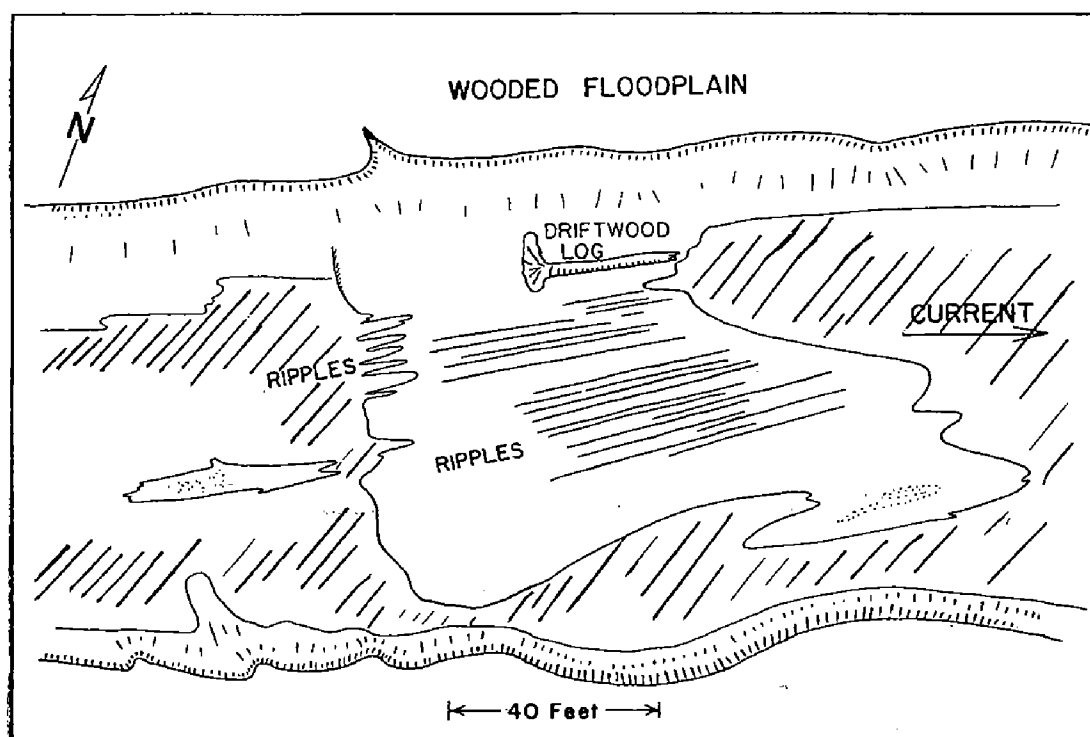 WOODED FLOODPLAIN
N
DRIFTWOOD
LOG
CURRENT
RIPPLES
RIPPLES
40 Feet